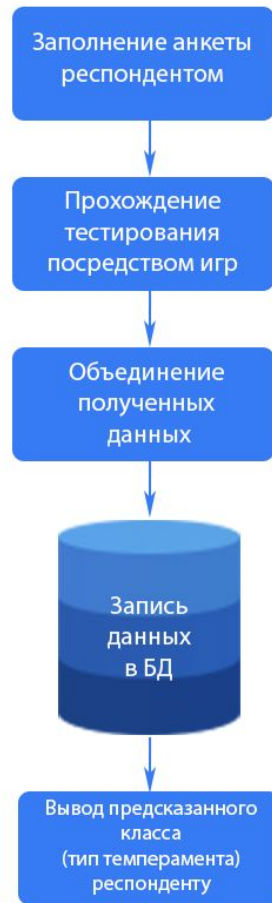 Заполнение анкеты
респондентом
Прохождение
тестирования
посредством игр
Объединение
полученных
данных
Запись
данных
в БД
Вывод предсказанного
класса
(тип темперамента)
респонденту